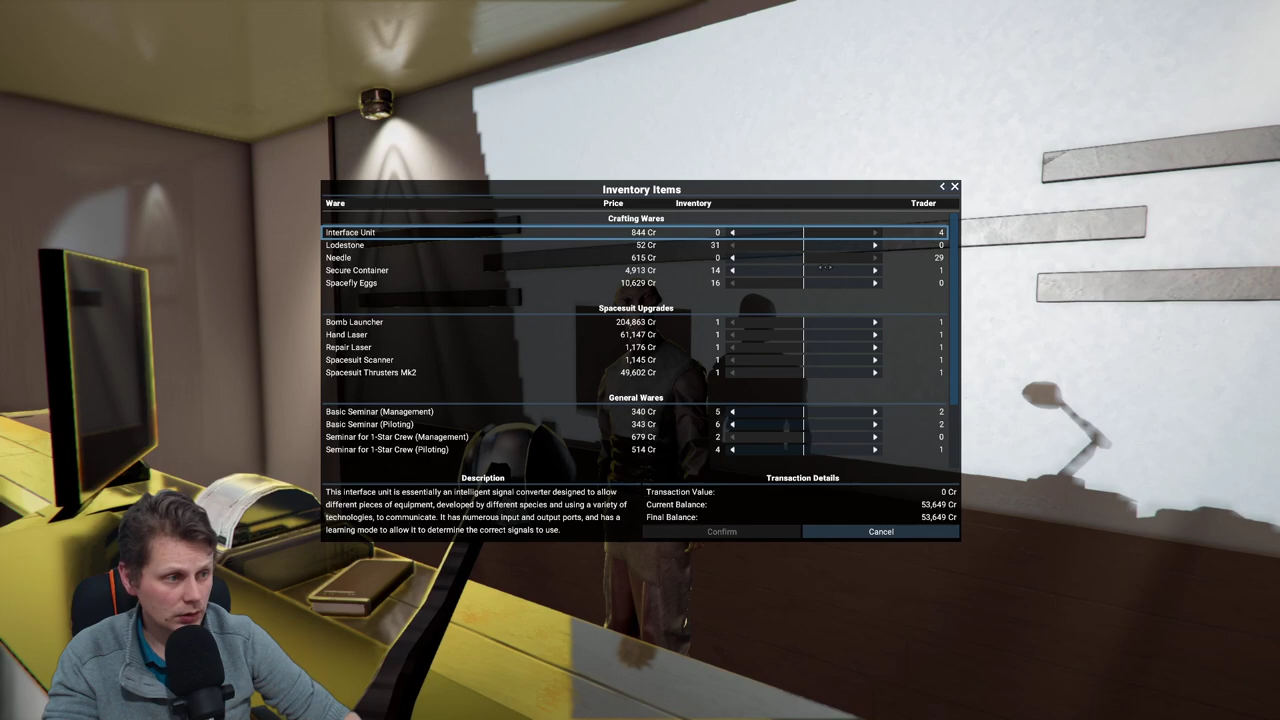 Inventory Items
Ware Price Inventory Trader
Crafting Wares
Interface Unit 844 Cr 0 4
Lodestone 52 Cr 31 0
Needle 615 Cr 0 29
Secure Container 4,913 Cr 14 1
Spacefly Eggs 10,629 Cr 16 0
Spacesuit Upgrades
Bomb Launcher 204,863 Cr 1 1
Hand Laser 61,147 Cr 1 1
Repair Laser 1,176 Cr 1 1
Spacesuit Scanner 1,145 Cr 1 1
Spacesuit Thrusters Mk2 49,602 Cr 1 1
General Wares
Basic Seminar (Management) 340 Cr 5 2
Basic Seminar (Piloting) 343 Cr 6 2
Seminar for 1-Star Crew (Management) 679 Cr 2 0
Seminar for 1-Star Crew (Piloting) 514 Cr 4 1
Description
This interface unit is essentially an intelligent signal converter designed to allow
different pieces of equipment, developed by different species and using a variety of
technologies, to communicate. It has numerous input and output ports, and has a
learning mode to allow it to determine the correct signals to use.
Transaction Details
Transaction Value: 0 Cr
Current Balance: 53,649 Cr
Final Balance: 53,649 Cr
Confirm Cancel